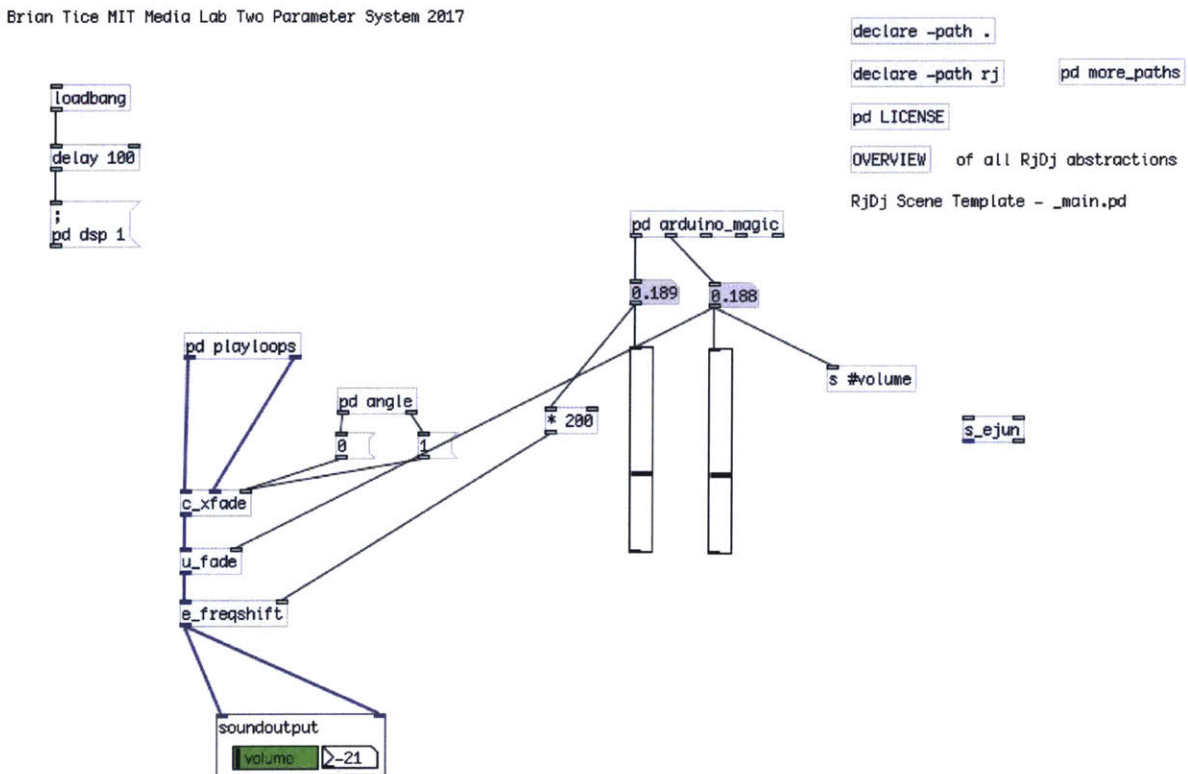 Brian Tice MIT Media Lab Two Parameter System 2017
declare -path .
declare -path rj
pd more_paths
loadbang
pd LICENSE
delay 100
OVERVIEW of all RjDj abstractions
RjDj Scene Template - _main.pd
;
pd dsp 1
pd arduino_magic
0.189
0.188
pd playloops
s #volume
pd angle
* 200
0
1
s_ejun
c_xfade
u_fade
e_freqshift
soundoutput
volume
-21